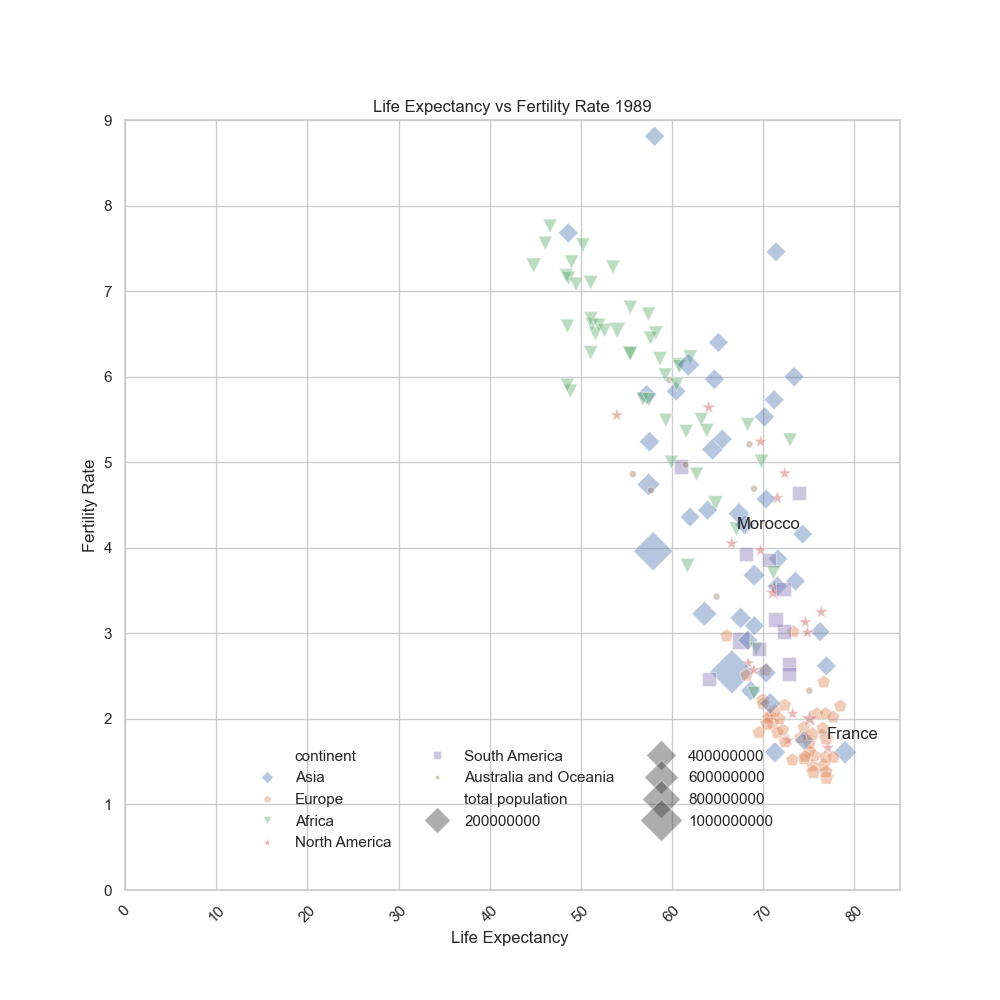 Life Expectancy vs Fertility Rate 1989
Fertility Rate
9
8
7
6
5
4
3
2
1
0
Morocco
France
continent
Asia
Europe
Africa
North America
South America
Australia and Oceania
total population
200000000
400000000
600000000
800000000
1000000000
0
10
20
30
40
50
60
70
80
Life Expectancy